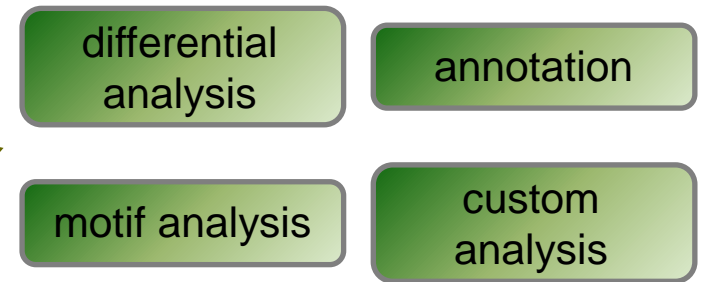 differential
analysis
annotation
motif analysis
custom
analysis